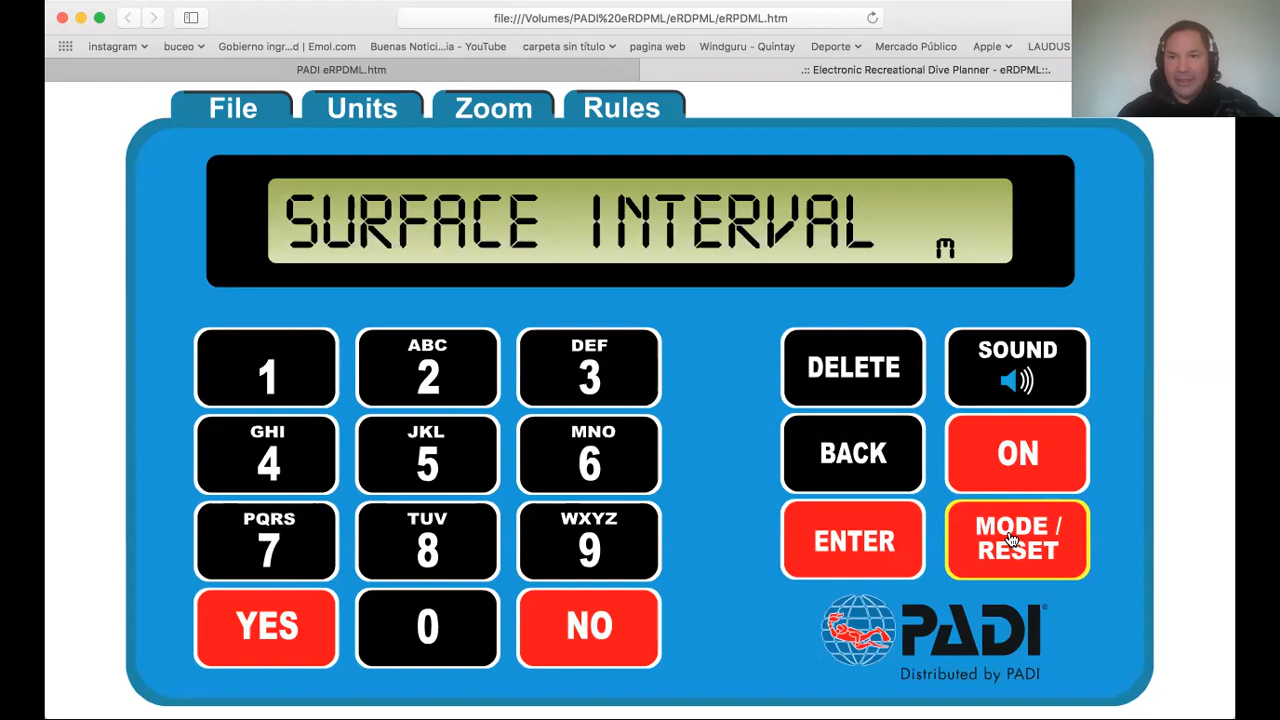 file:///Volumes/PADI%20eRDPML/eRDPML/eRPDML.htm
instagram buceo Gobierno ingr...d | Emol.com Buenas Notici...ia - YouTube carpeta sin título pagina web Windguru - Quintay Deporte Mercado Público Apple LAUDUS
PADI eRPDML.htm .:: Electronic Recreational Dive Planner - eRDPML::.
File Units Zoom Rules
SURFACE INTERVAL m
1 ABC 2 DEF 3 DELETE SOUND
GHI 4 JKL 5 MNO 6 BACK ON
PQRS 7 TUV 8 WXYZ 9 ENTER MODE / RESET
YES 0 NO
PADI
Distributed by PADI